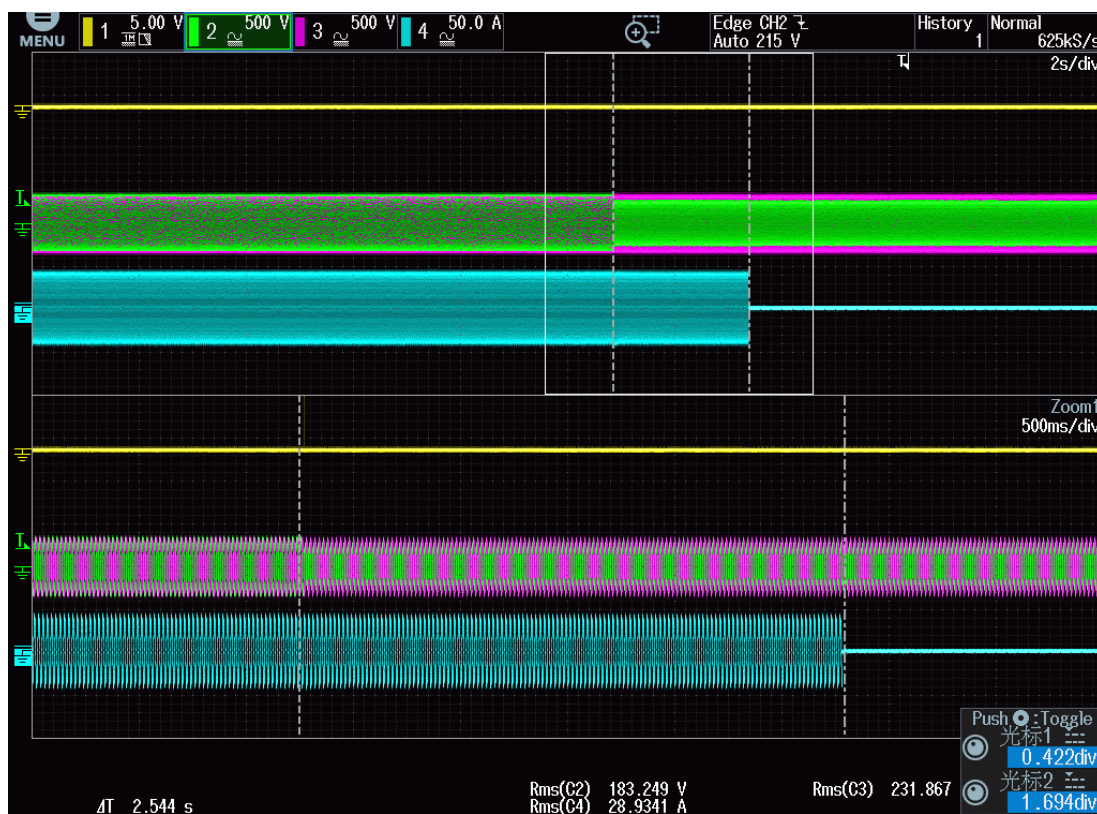 MENU
1 5.00 V
1M
2 500 V
3 500 V
4 50.0 A
Edge CH2
Auto 215 V
History
1
Normal
625kS/s
2s/div
T
T
Zoom1
500ms/div
T
Push :Toggle
光标1
0.422div
光标2
1.694div
Rms(C2) 183.249 V
Rms(C3) 231.867
Rms(C4) 28.9341 A
ΔT 2.544 s